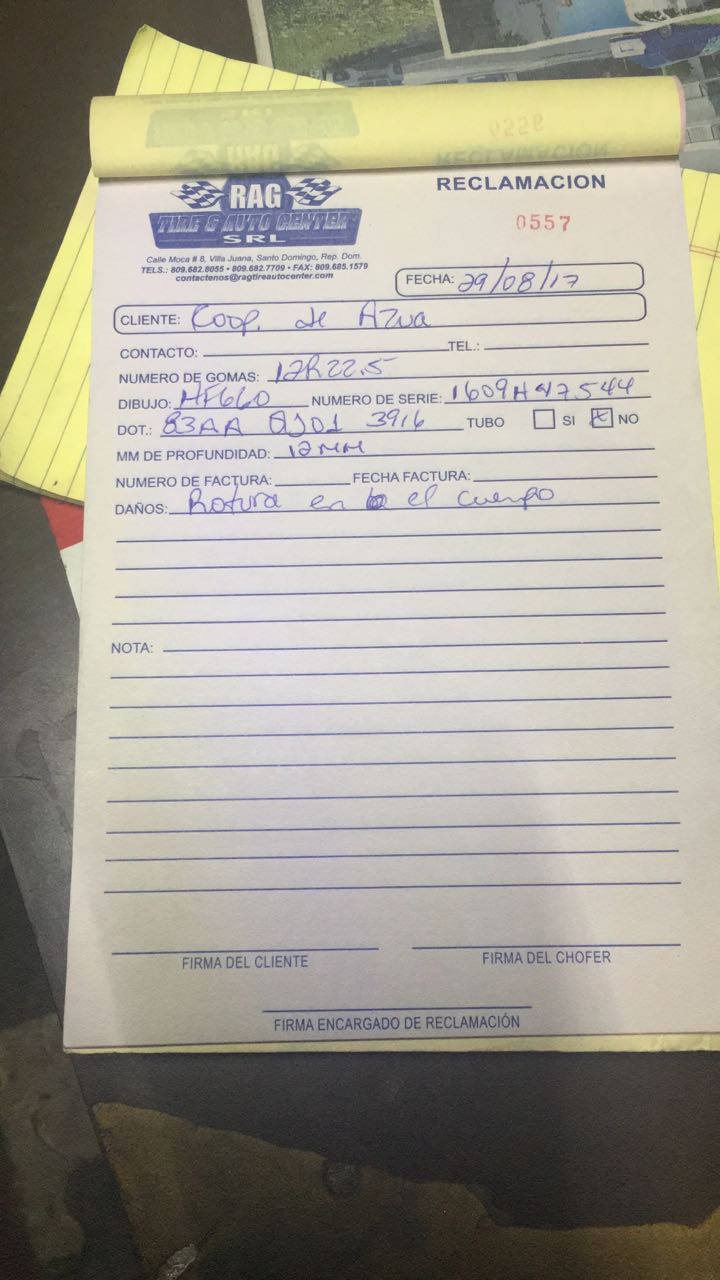 RAG
TIRE & AUTO CENTER
SRL
Calle Moca # 8, Villa Juana, Santo Domingo, Rep. Dom.
TELS.: 809.682.8055 • 809.682.7709 • FAX: 809.685.1579
contactenos@ragtireautocenter.com
RECLAMACION
0557
FECHA: 29/08/17
CLIENTE: Koop. de Azua
CONTACTO: TEL.:
NUMERO DE GOMAS: 12R22.5
DIBUJO: HF660 NUMERO DE SERIE: 1609H47544
DOT.: 83AA 3916 TUBO SI NO
MM DE PROFUNDIDAD: 12MM
NUMERO DE FACTURA: FECHA FACTURA:
DAÑOS: Rotura en el cuerpo
NOTA:
FIRMA DEL CLIENTE FIRMA DEL CHOFER
FIRMA ENCARGADO DE RECLAMACIÓN